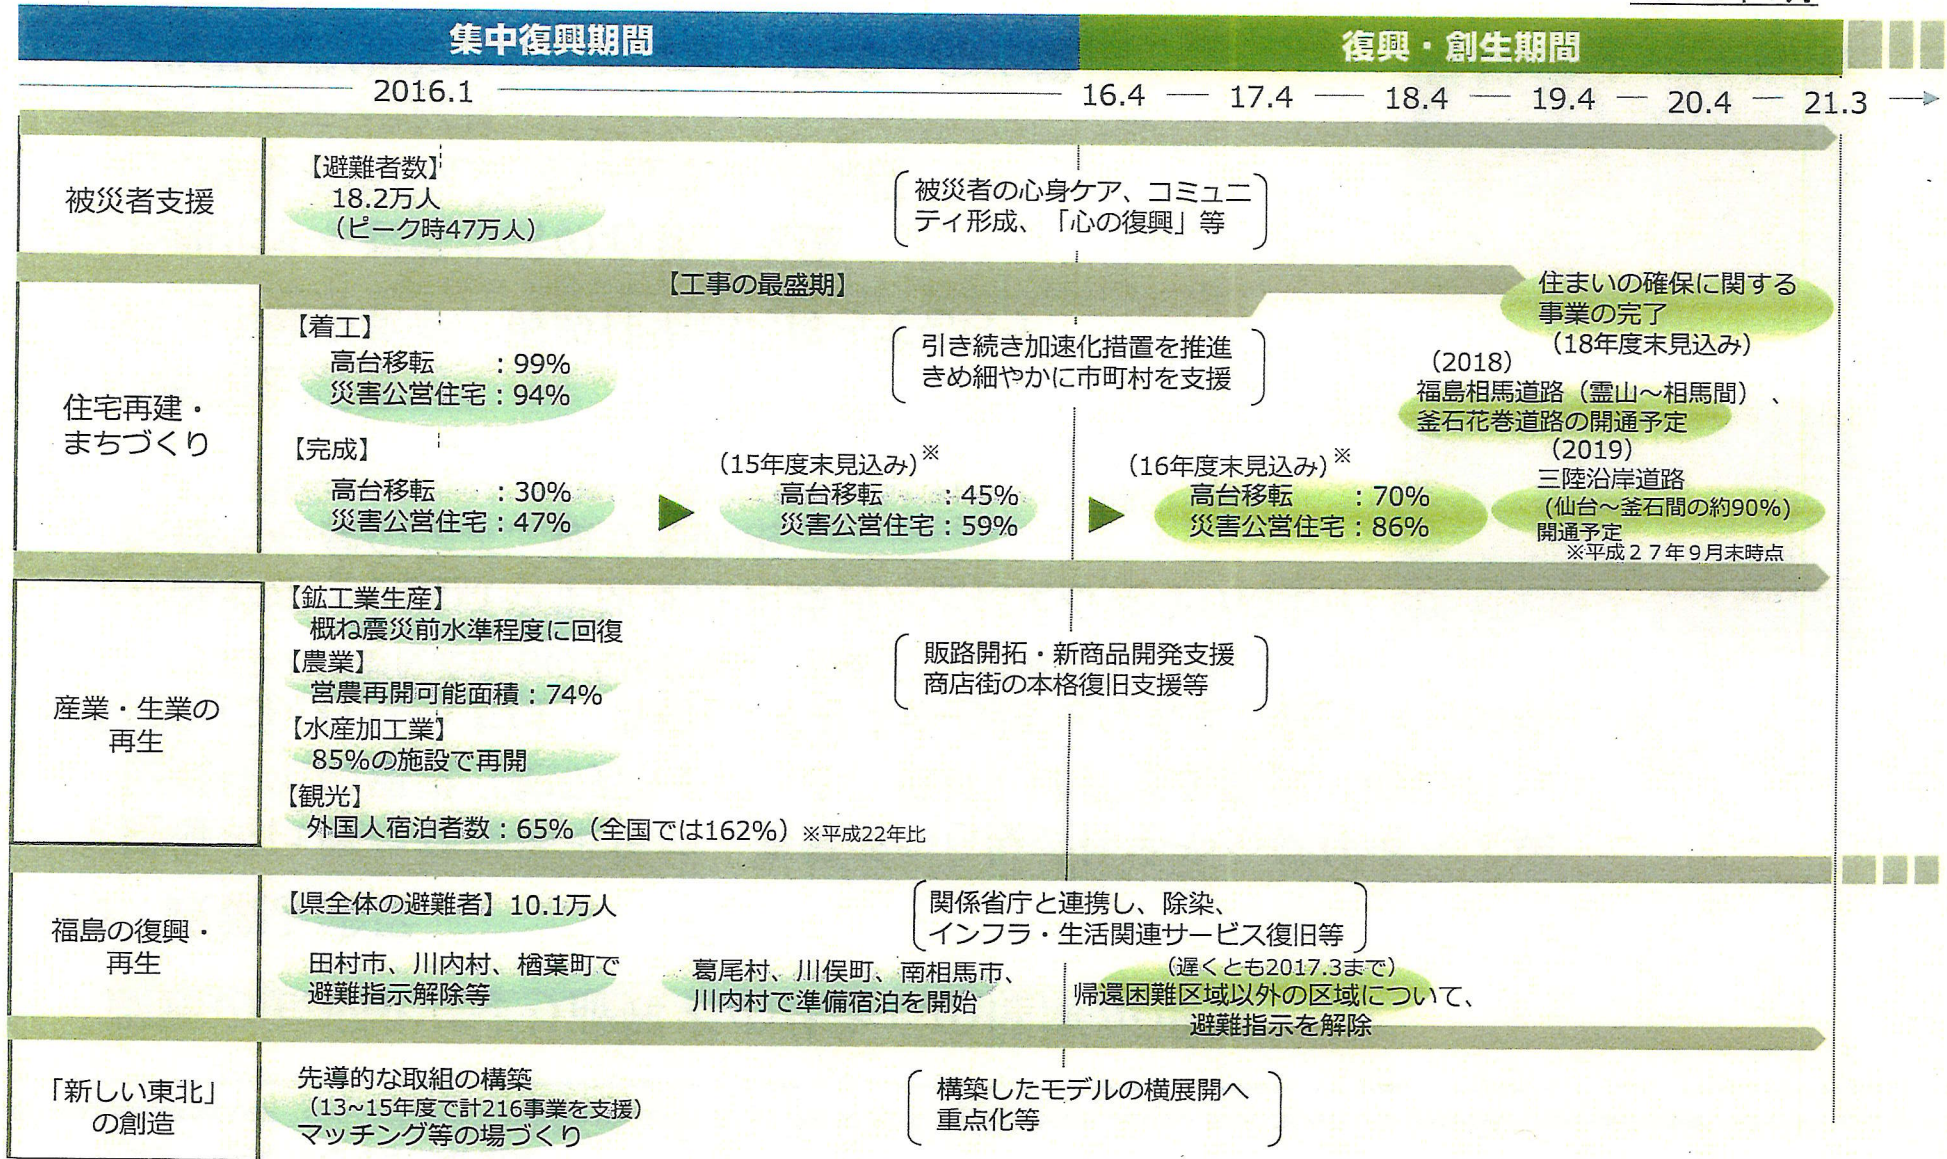 集中復興期間
復興・創生期間
2016.1
16.4
17.4
18.4
19.4
20.4
21.3
被災者支援
【避難者数】
18.2万人
（ピーク時47万人）
被災者の心身ケア、コミュニ
ティ形成、「心の復興」等
住宅再建・
まちづくり
【工事の最盛期】
【着工】
高台移転　　：99%
災害公営住宅：94%
引き続き加速化措置を推進
きめ細やかに市町村を支援
住まいの確保に関する
事業の完了
（18年度末見込み）
（2018）
福島相馬道路（霊山～相馬間）、
釜石花巻道路の開通予定
（2019）
三陸沿岸道路
（仙台～釜石間の約90%）
開通予定
※平成２７年９月末時点
【完成】
高台移転　　：30%
災害公営住宅：47%
（15年度末見込み）※
高台移転　　：45%
災害公営住宅：59%
（16年度末見込み）※
高台移転　　：70%
災害公営住宅：86%
産業・生業の
再生
【鉱工業生産】
概ね震災前水準程度に回復
【農業】
営農再開可能面積：74%
【水産加工業】
85%の施設で再開
【観光】
外国人宿泊者数：65%（全国では162%）※平成22年比
販路開拓・新商品開発支援
商店街の本格復旧支援等
福島の復興・
再生
【県全体の避難者】10.1万人
田村市、川内村、楢葉町で
避難指示解除等
葛尾村、川俣町、南相馬市、
川内村で準備宿泊を開始
関係省庁と連携し、除染、
インフラ・生活関連サービス復旧等
（遅くとも2017.3まで）
帰還困難区域以外の区域について、
避難指示を解除
「新しい東北」
の創造
先導的な取組の構築
（13~15年度で計216事業を支援）
マッチング等の場づくり
構築したモデルの横展開へ
重点化等